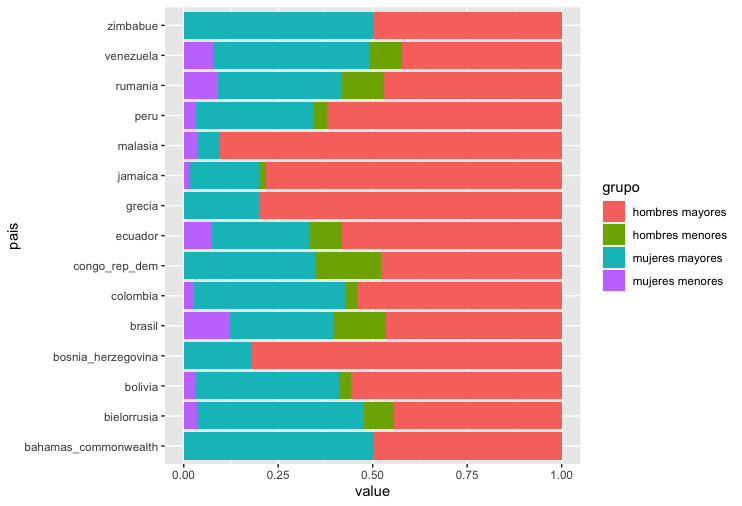 zimbabue
venezuela
rumania
peru
malasia
jamaica
grecia
ecuador
congo_rep_dem
colombia
brasil
bosnia_herzegovina
bolivia
bielorrusia
bahamas_commonwealth
pais
0.00 0.25 0.50 0.75 1.00
value
grupo
hombres mayores
hombres menores
mujeres mayores
mujeres menores